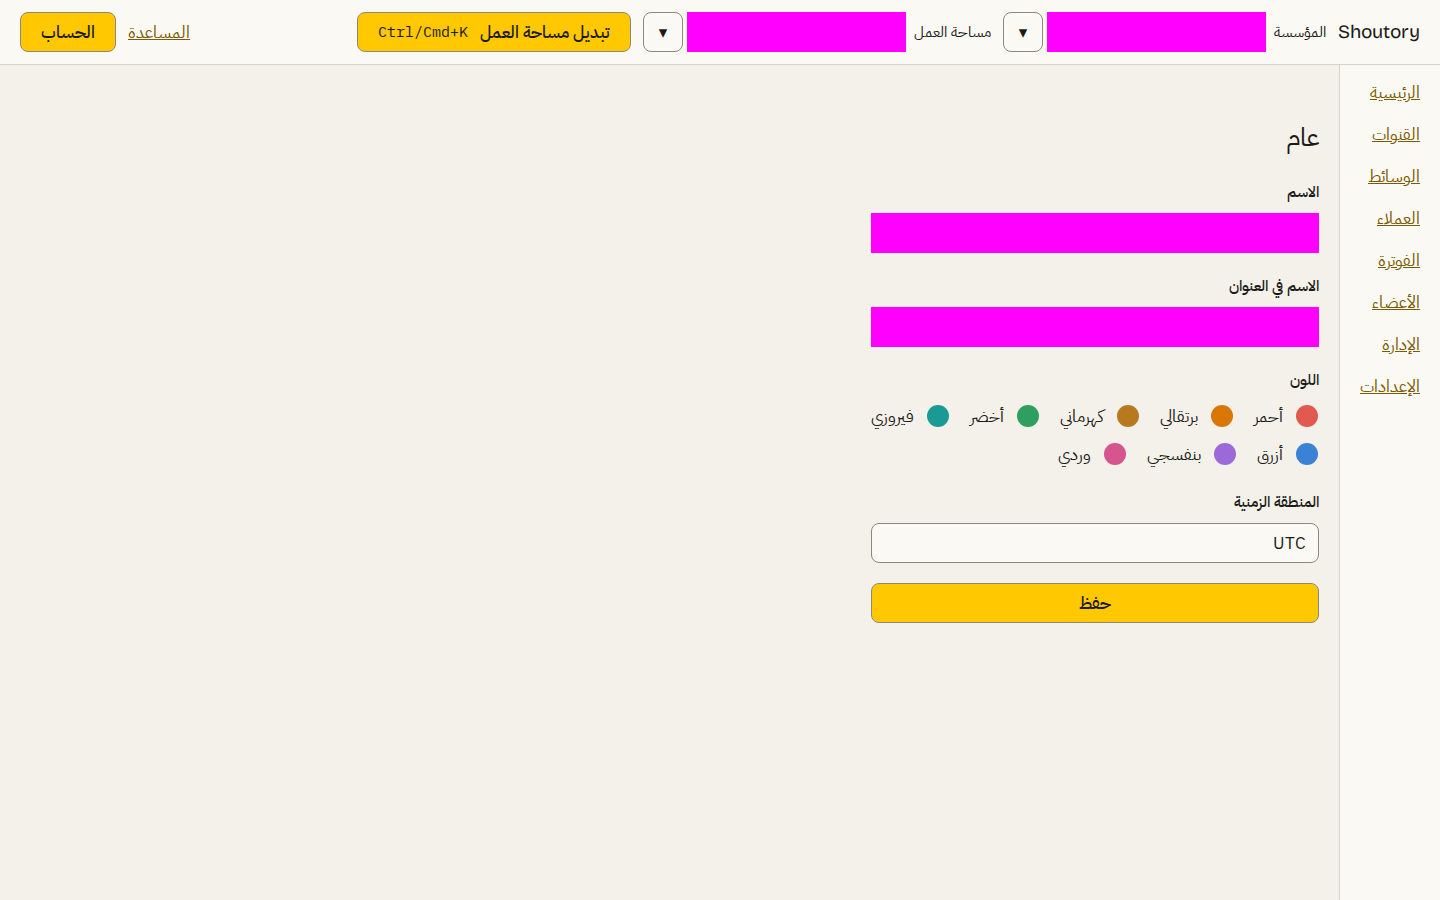 Shoutory المؤسسة ▼ مساحة العمل ▼ تبديل مساحة العمل Ctrl/Cmd+K المساعدة الحساب
الرئيسية
القنوات
الوسائط
العملاء
الفوترة
الأعضاء
الإدارة
الإعدادات
عام
الاسم
الاسم في العنوان
اللون
أحمر برتقالي كهرماني أخضر فيروزي
أزرق بنفسجي وردي
المنطقة الزمنية
UTC
حفظ